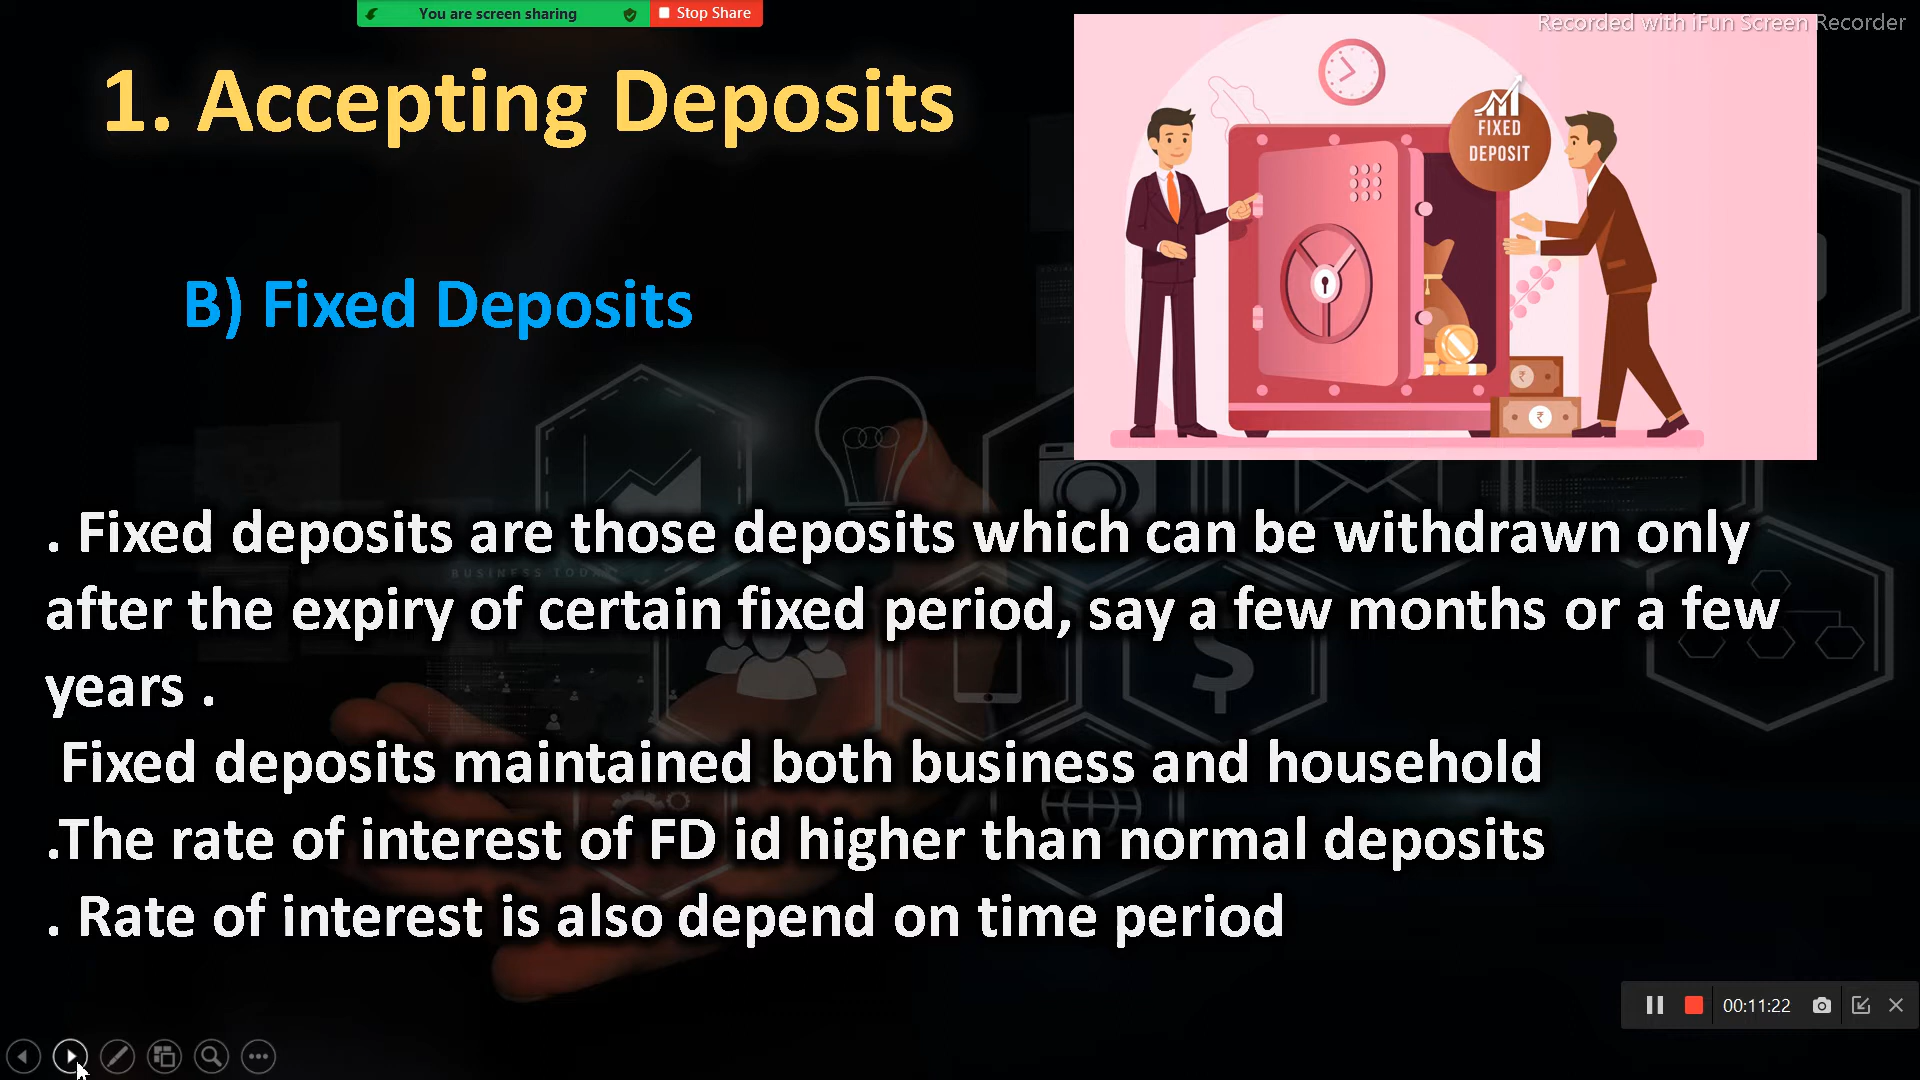 You are screen sharing
Stop Share
Recorded with iFun Screen Recorder
1. Accepting Deposits
FIXED
DEPOSIT
B) Fixed Deposits
. Fixed deposits are those deposits which can be withdrawn only
after the expiry of certain fixed period, say a few months or a few
years .
BUSINESS TODAY
Fixed deposits maintained both business and household
.The rate of interest of FD id higher than normal deposits
. Rate of interest is also depend on time period
00:11:22